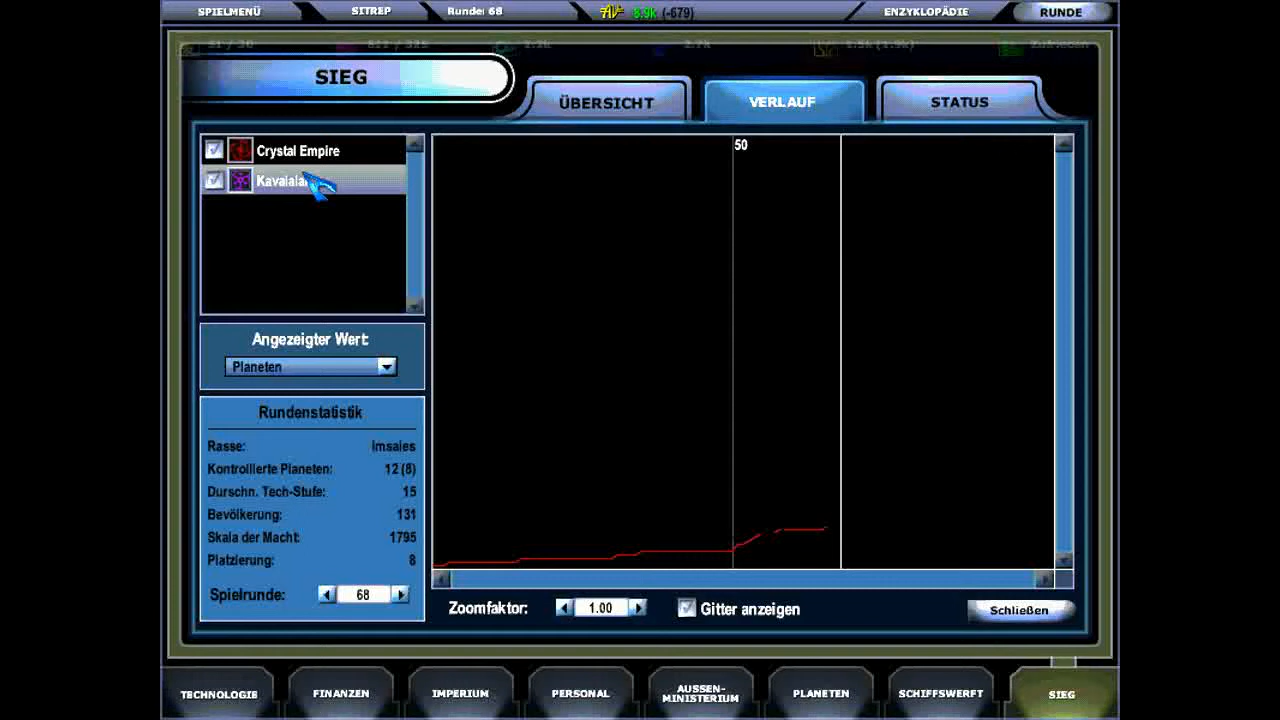 SPIELMENÜ
SITREP
Runde: 68
(-679)
ENZYKLOPÄDIE
RUNDE
SIEG
ÜBERSICHT
VERLAUF
STATUS
Crystal Empire
50
Angezeigter Wert:
Planeten
Rundenstatistik
Rasse: Imsaies
Kontrollierte Planeten: 12 (8)
Durschn. Tech-Stufe: 15
Bevölkerung: 131
Skala der Macht: 1795
Platzierung: 8
Spielrunde: 68
Zoomfaktor: 1.00
Gitter anzeigen
Schließen
TECHNOLOGIE
FINANZEN
IMPERIUM
PERSONAL
AUSSEN-
MINISTERIUM
PLANETEN
SCHIFFSWERFT
SIEG